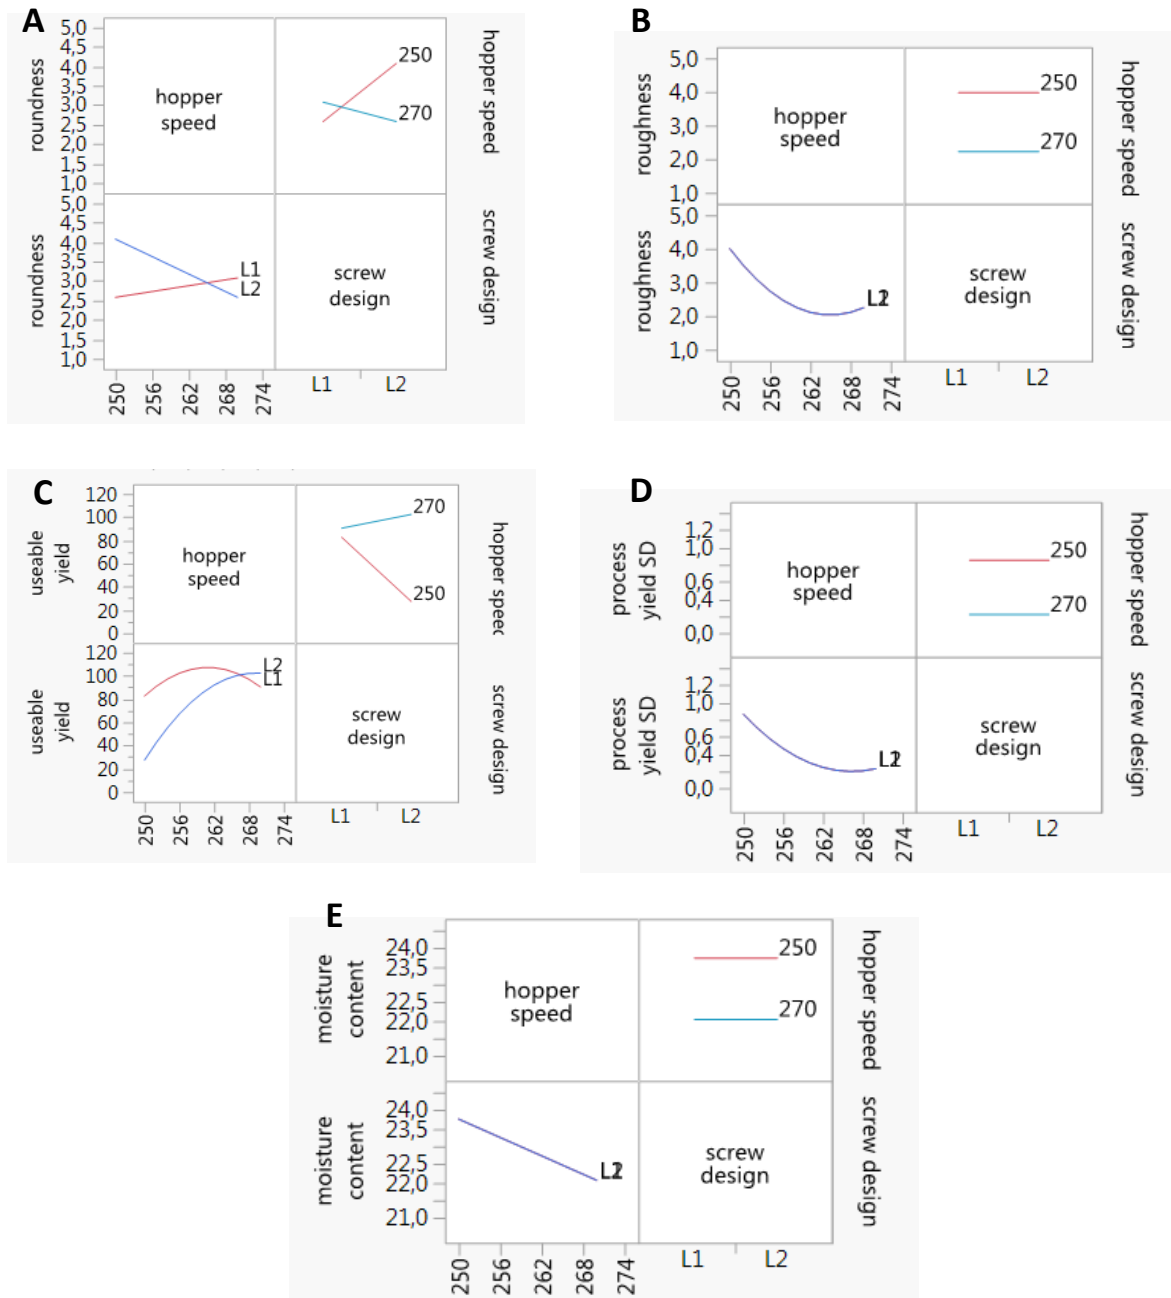 A
roundness
5,0
4,5
4,0
3,5
3,0
2,5
2,0
1,5
1,0
hopper
speed
250
270
hopper speed
roundness
5,0
4,5
4,0
3,5
3,0
2,5
2,0
1,5
1,0
L1
L2
screw
design
screw design
250
256
262
268
274
L1
L2
B
roughness
5,0
4,0
3,0
2,0
1,0
hopper
speed
250
270
hopper speed
roughness
5,0
4,0
3,0
2,0
1,0
L1
L2
screw
design
screw design
250
256
262
268
274
L1
L2
C
useable
yield
120
100
80
60
40
20
0
hopper
speed
270
250
hopper speec
useable
yield
120
100
80
60
40
20
0
L2
L1
screw
design
screw design
250
256
262
268
274
L1
L2
D
process
yield SD
1,2
1,0
0,6
0,4
0,0
hopper
speed
250
270
hopper speed
process
yield SD
1,2
1,0
0,6
0,4
0,0
L1
L2
screw
design
screw design
250
256
262
268
274
L1
L2
E
moisture
content
24,0
23,5
22,5
22,0
21,0
hopper
speed
250
270
hopper speed
moisture
content
24,0
23,5
22,5
22,0
21,0
L1
L2
screw
design
screw design
250
256
262
268
274
L1
L2